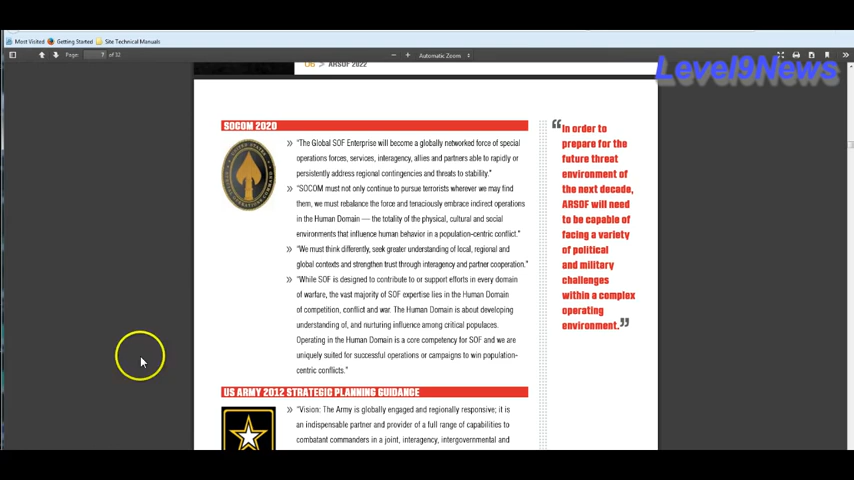 Most Visited Getting Started Site Technical Manuals
Page: 7 of 32
Automatic Zoom
06 > ARSOF 2022
Level9News
SOCOM 2020
» "The Global SOF Enterprise will become a globally networked force of special
operations forces, services, interagency, allies and partners able to rapidly or
persistently address regional contingencies and threats to stability."
» "SOCOM must not only continue to pursue terrorists wherever we may find
them, we must rebalance the force and tenaciously embrace indirect operations
in the Human Domain — the totality of the physical, cultural and social
environments that influence human behavior in a population-centric conflict."
» "We must think differently, seek greater understanding of local, regional and
global contexts and strengthen trust through interagency and partner cooperation."
» "While SOF is designed to contribute to or support efforts in every domain
of warfare, the vast majority of SOF expertise lies in the Human Domain
of competition, conflict and war. The Human Domain is about developing
understanding of, and nurturing influence among critical populaces.
Operating in the Human Domain is a core competency for SOF and we are
uniquely suited for successful operations or campaigns to win population-
centric conflicts."
US ARMY 2012 STRATEGIC PLANNING GUIDANCE
» "Vision: The Army is globally engaged and regionally responsive; it is
an indispensable partner and provider of a full range of capabilities to
combatant commanders in a joint, interagency, intergovernmental and
“In order to
prepare for the
future threat
environment of
the next decade,
ARSOF will need
to be capable of
facing a variety
of political
and military
challenges
within a complex
operating
environment.”